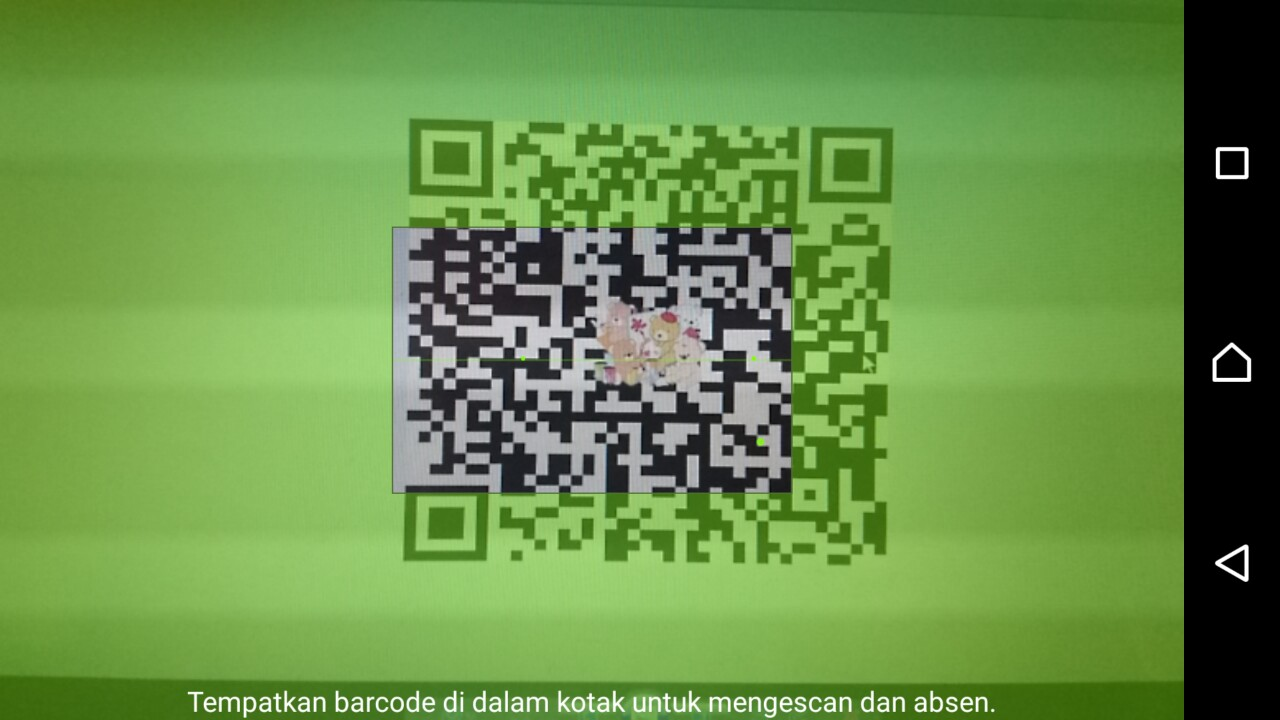 Tempatkan barcode di dalam kotak untuk mengescan dan absen.